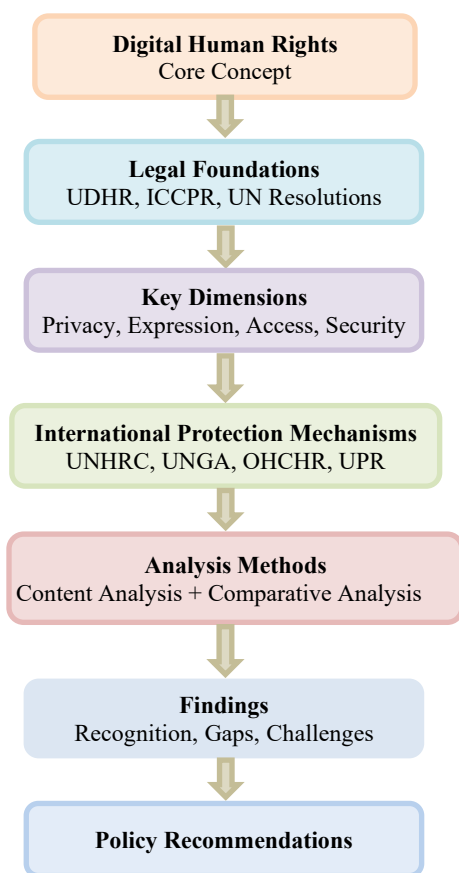 Digital Human Rights
Core Concept
Legal Foundations
UDHR, ICCPR, UN Resolutions
Key Dimensions
Privacy, Expression, Access, Security
International Protection Mechanisms
UNHRC, UNGA, OHCHR, UPR
Analysis Methods
Content Analysis + Comparative Analysis
Findings
Recognition, Gaps, Challenges
Policy Recommendations